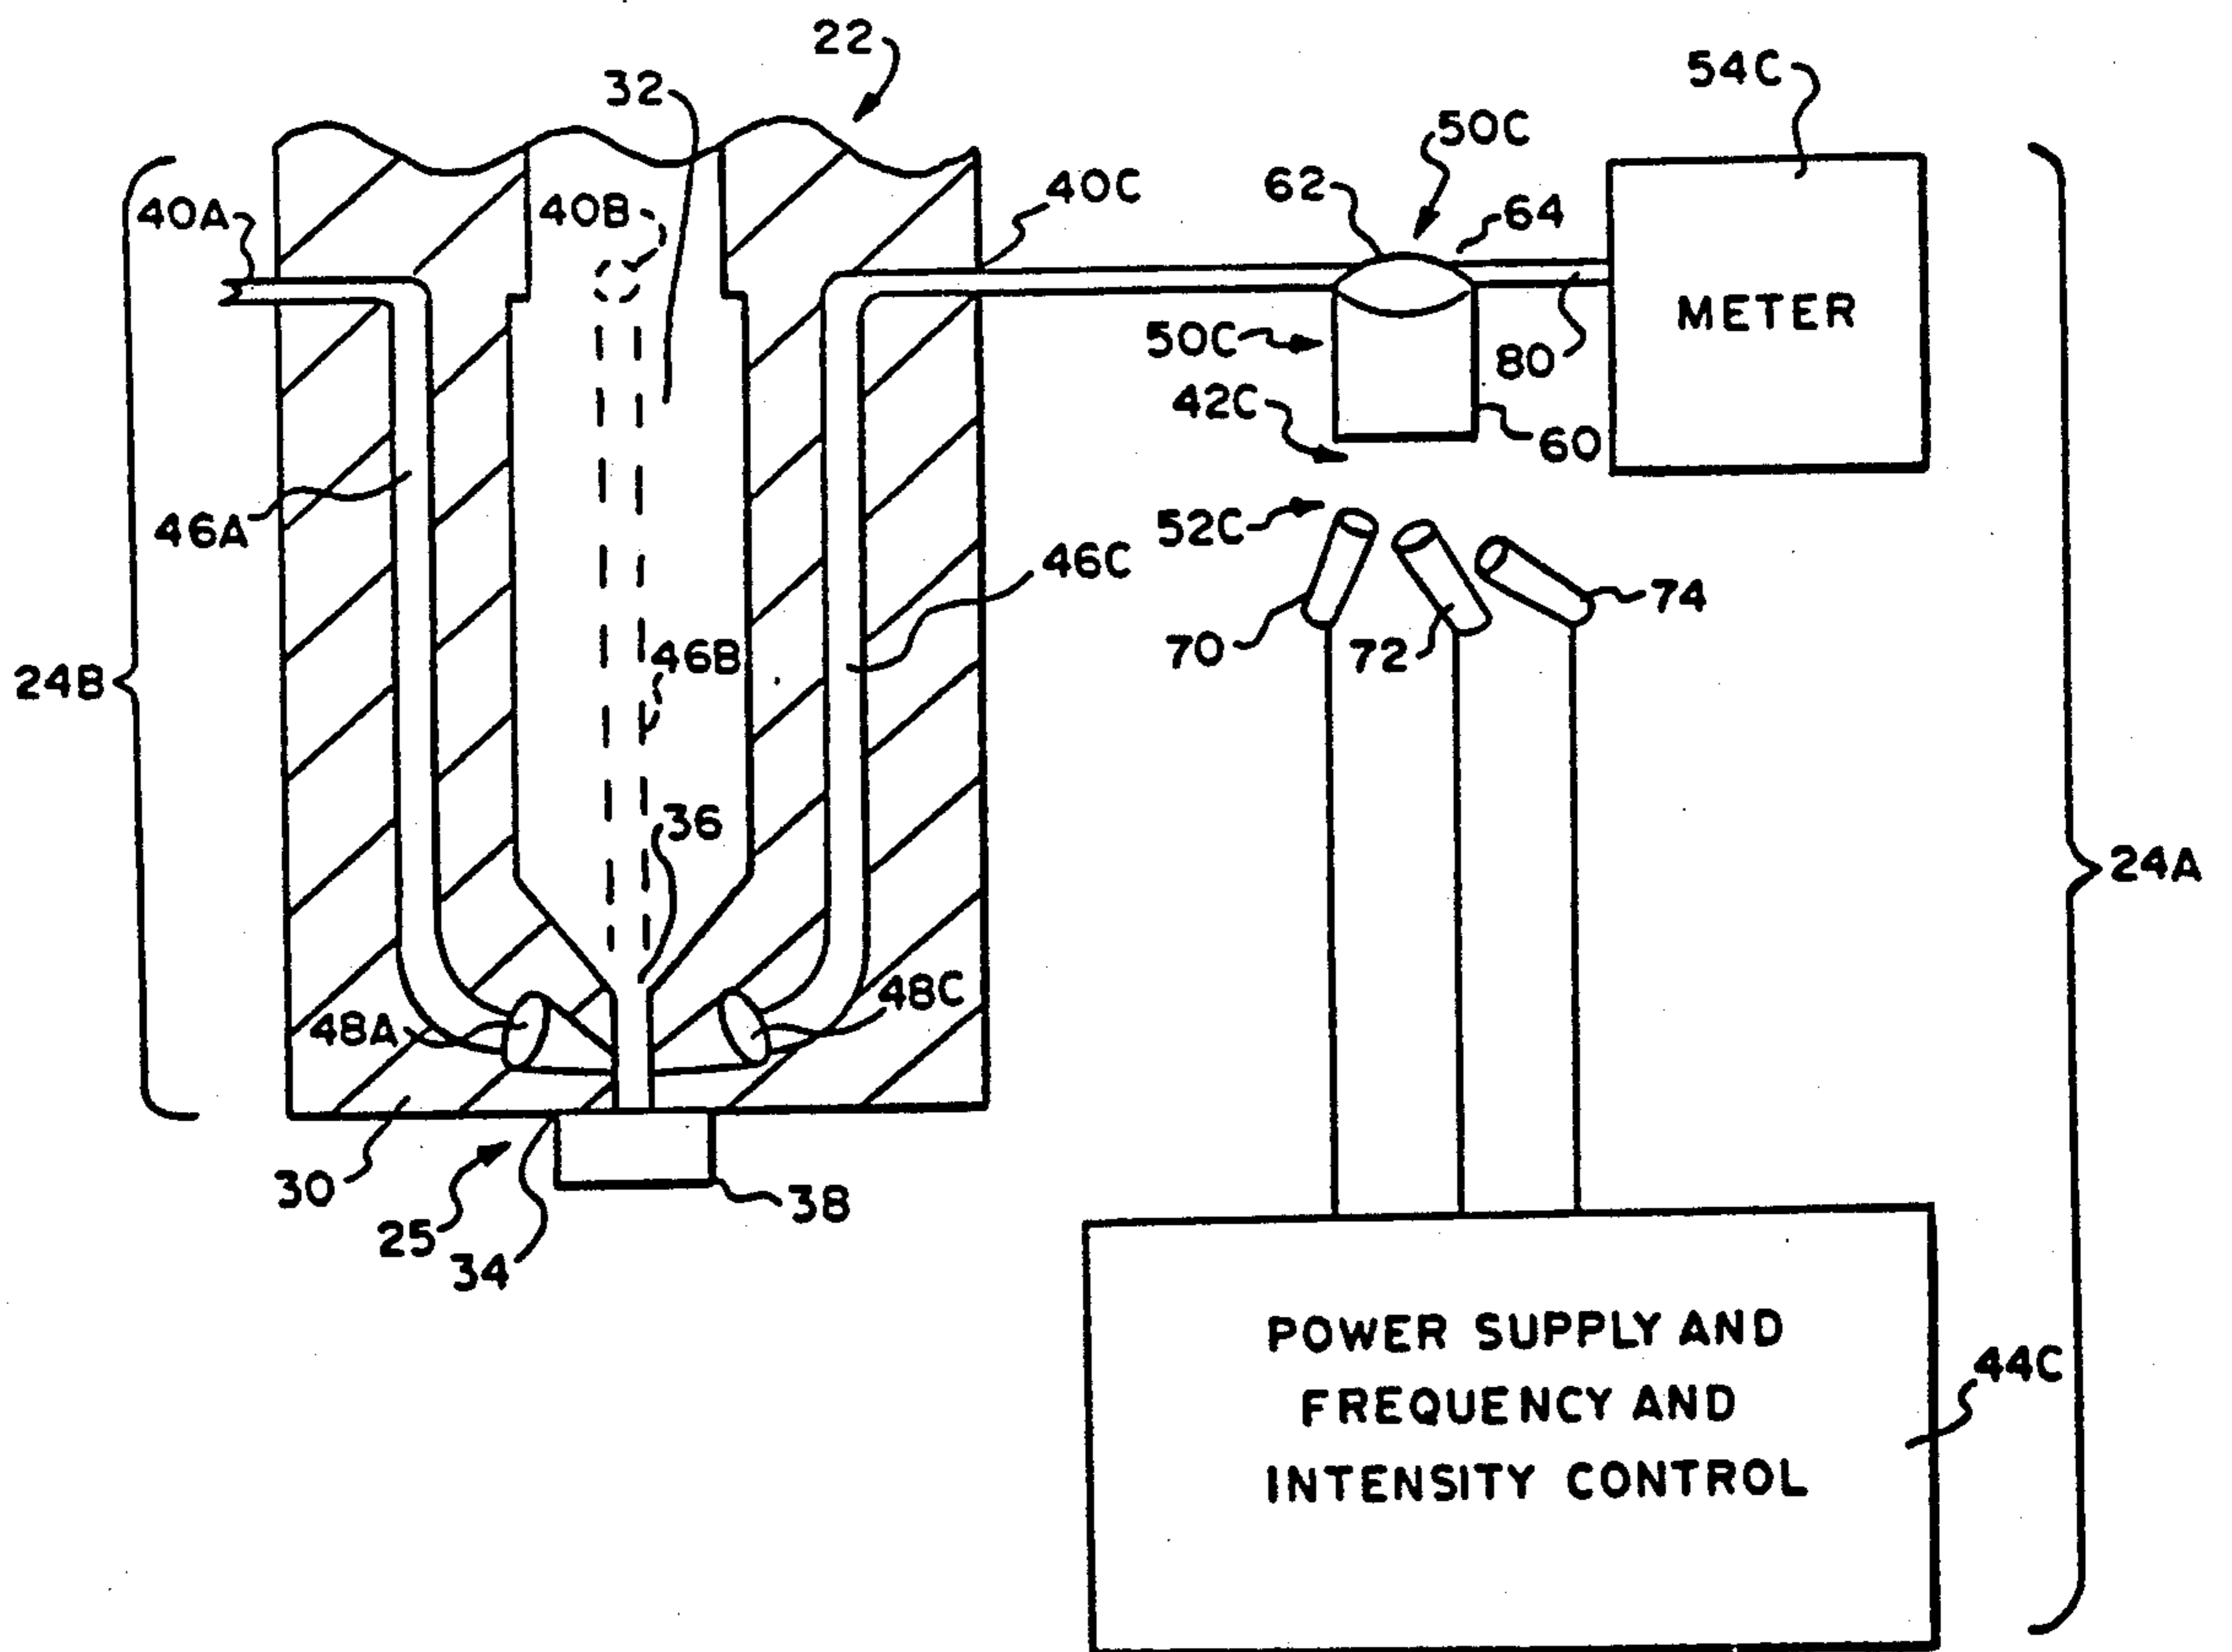 22
32
54C
50C
40C
62
64
40A
40B
METER
50C
80
42C
60
46A
52C
46C
74
70
72
24B
46B
36
24A
48C
48A
30
38
25
34
POWER SUPPLY AND
FREQUENCY AND
INTENSITY CONTROL
44C